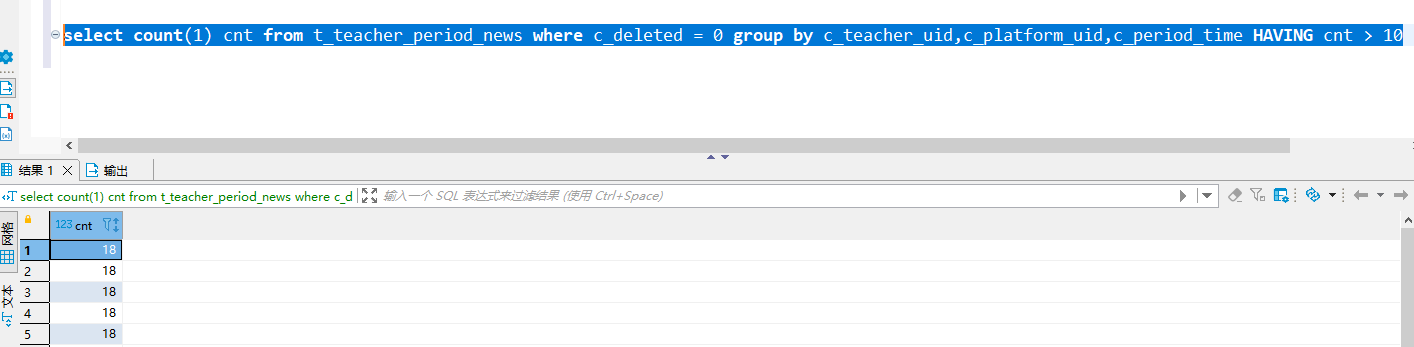 select count(1) cnt from t_teacher_period_news where c_deleted = 0 group by c_teacher_uid,c_platform_uid,c_period_time HAVING cnt > 10
结果 1
输出
select count(1) cnt from t_teacher_period_news where c_d
输入一个 SQL 表达式来过滤结果 (使用 Ctrl+Space)
网格
文本
123 cnt
1 18
2 18
3 18
4 18
5 18